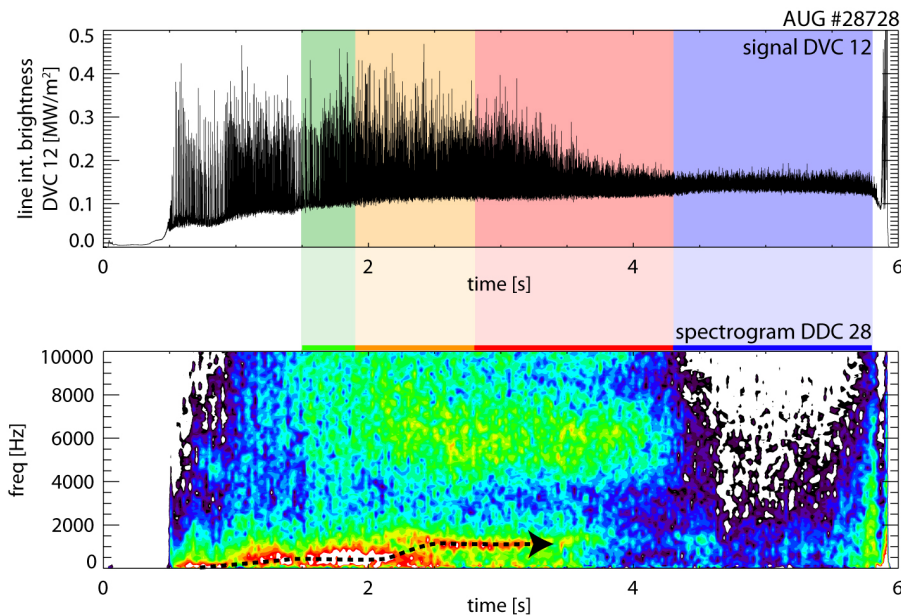 AUG #28728
signal DVC 12
line int. brightness
DVC 12 [MW/m²]
0.5
0.4
0.3
0.2
0.1
0.0
0 2 4 6
time [s]
spectrogram DDC 28
freq [Hz]
10000
8000
6000
4000
2000
0
0 2 4 6
time [s]